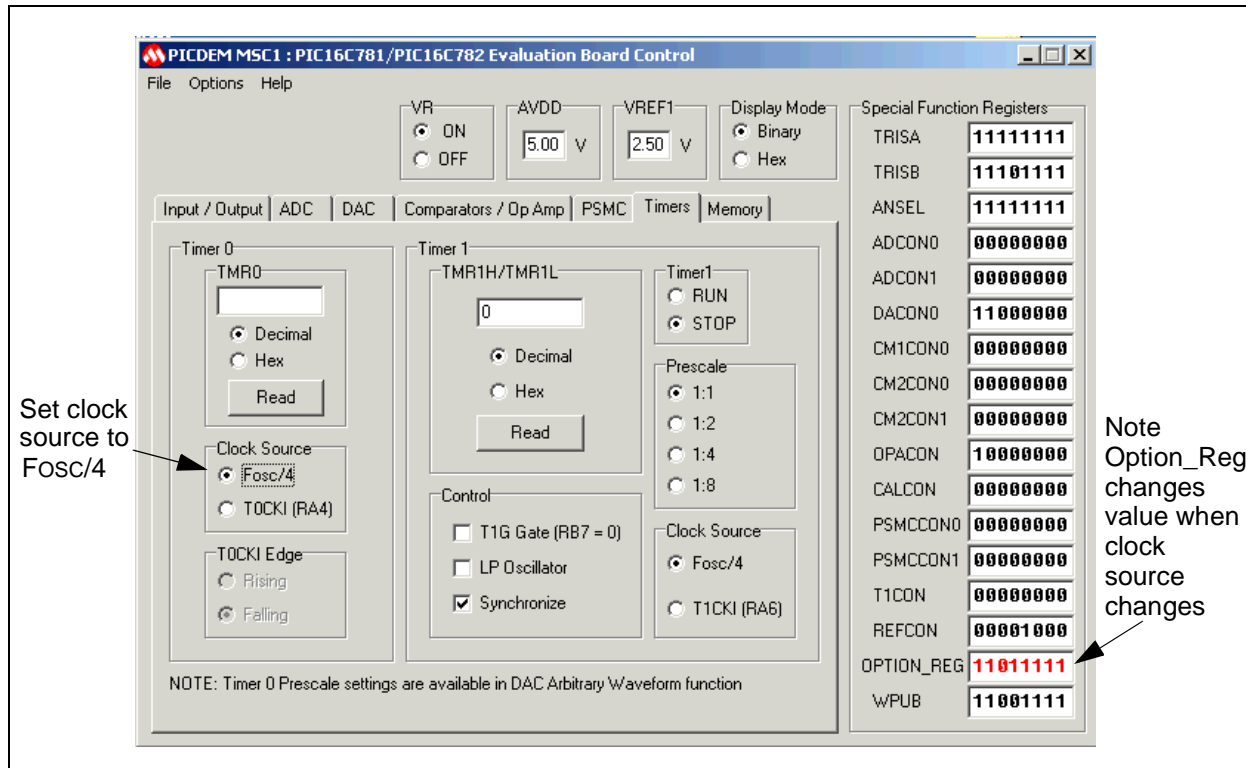 PICDEM MSC1 : PIC16C781/PIC16C782 Evaluation Board Control
File Options Help
VR
ON
OFF
AVDD
5.00 V
VREF1
2.50 V
Display Mode
Binary
Hex
Input / Output ADC DAC Comparators / Op Amp PSMC Timers Memory
Timer 0
TMR0
Decimal
Hex
Read
Clock Source
Fosc/4
T0CKI (RA4)
T0CKI Edge
Rising
Falling
Timer 1
TMR1H/TMR1L
0
Decimal
Hex
Read
Control
T1G Gate (RB7 = 0)
LP Oscillator
Synchronize
Timer1
RUN
STOP
Prescale
1:1
1:2
1:4
1:8
Clock Source
Fosc/4
T1CKI (RA6)
NOTE: Timer 0 Prescale settings are available in DAC Arbitrary Waveform function
Special Function Registers
TRISA 11111111
TRISB 11101111
ANSEL 11111111
ADCON0 00000000
ADCON1 00000000
DACON0 11000000
CM1CON0 00000000
CM2CON0 00000000
CM2CON1 00000000
OPACON 10000000
CALCON 00000000
PSMCCON0 00000000
PSMCCON1 00000000
T1CON 00000000
REFCON 00001000
OPTION_REG 11011111
WPUB 11001111
Set clock
source to
FOSC/4
Note
Option_Reg
changes
value when
clock
source
changes